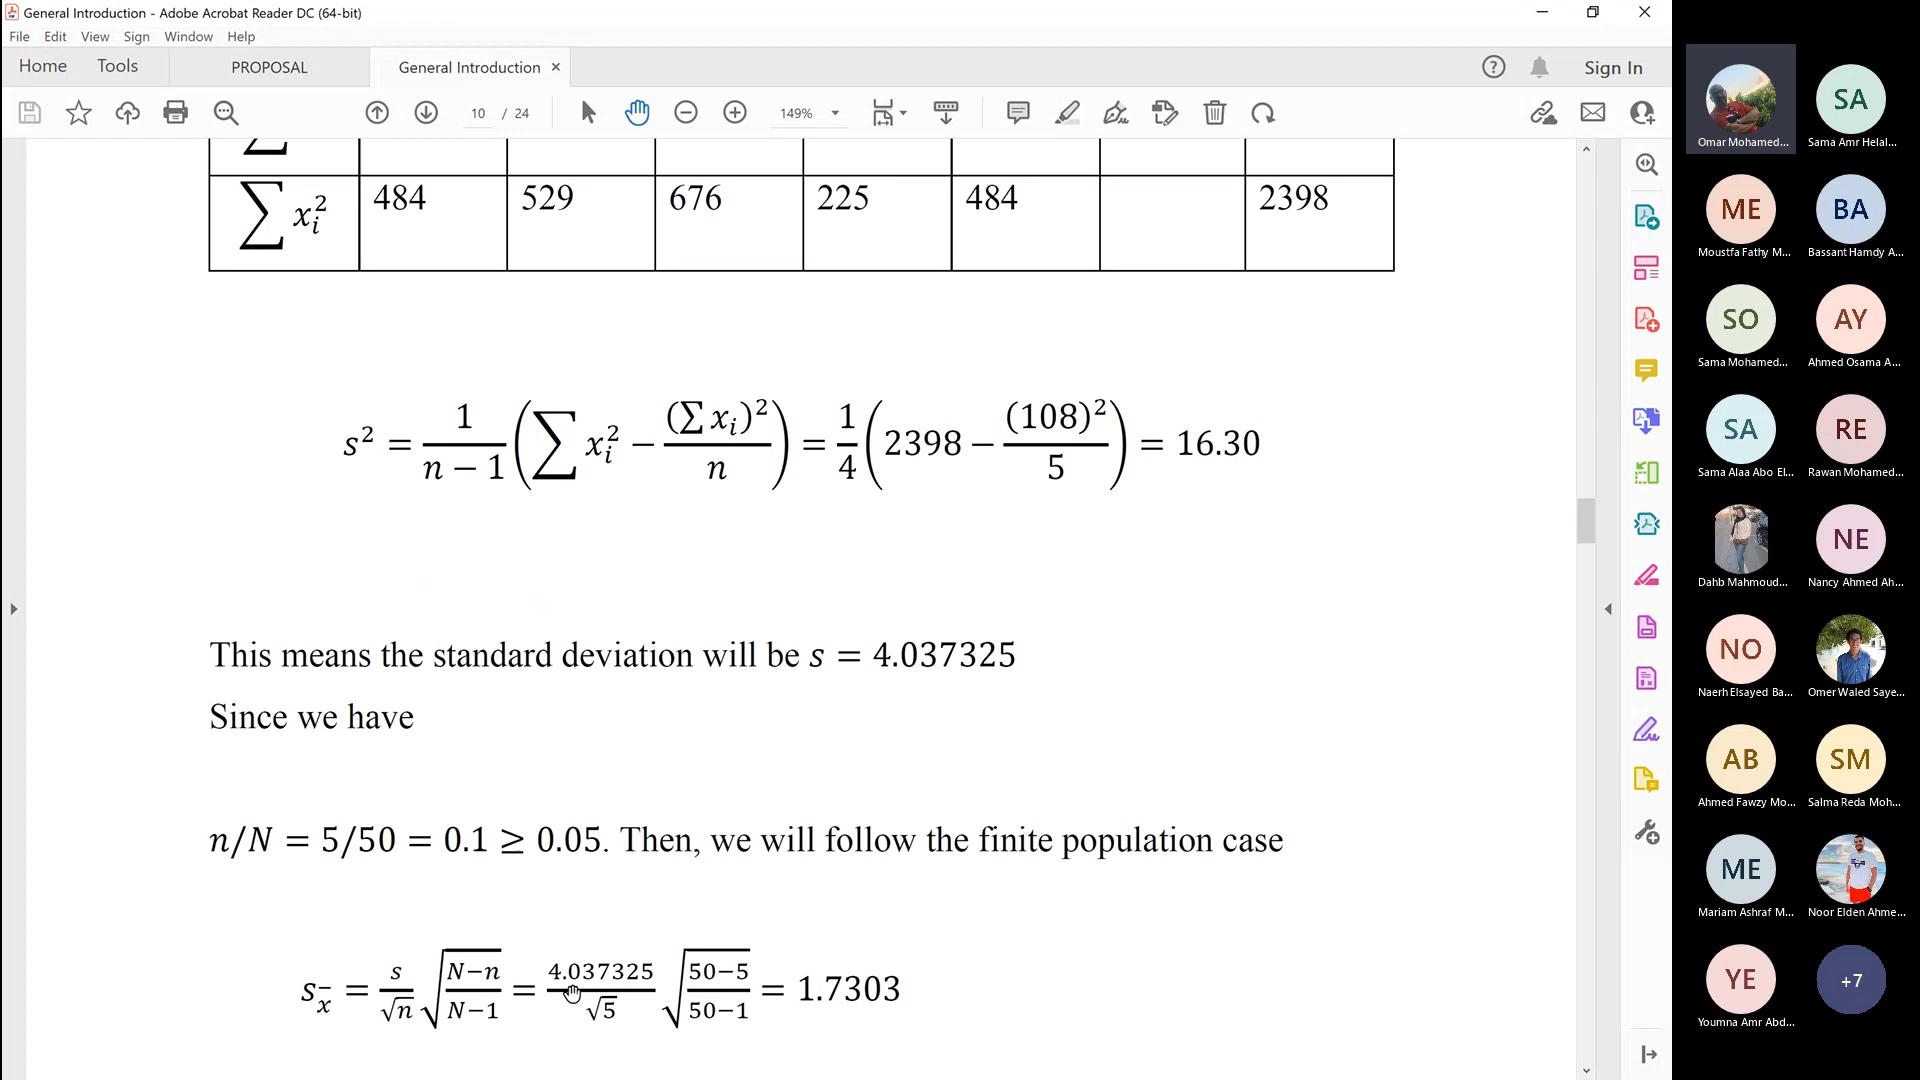 General Introduction - Adobe Acrobat Reader DC (64-bit)
File Edit View Sign Window Help
Home Tools PROPOSAL General Introduction × Sign In
10 / 24 149%
∑
∑ xᵢ² 484 529 676 225 484 2398
s² = 1/(n − 1) (∑ xᵢ² − (∑ xᵢ)²/n) = 1/4 (2398 − (108)²/5) = 16.30
This means the standard deviation will be s = 4.037325
Since we have
n/N = 5/50 = 0.1 ≥ 0.05. Then, we will follow the finite population case
s_x̄ = s/√n √((N−n)/(N−1)) = 4.037325/√5 √((50−5)/(50−1)) = 1.7303
SA
Omar Mohamed... Sama Amr Helal...
ME BA
Moustfa Fathy M... Bassant Hamdy A...
SO AY
Sama Mohamed... Ahmed Osama A...
SA RE
Sama Alaa Abo El... Rawan Mohamed...
NE
Dahb Mahmoud... Nancy Ahmed Ah...
NO
Naerh Elsayed Ba... Omer Waled Saye...
AB SM
Ahmed Fawzy Mo... Salma Reda Moh...
ME
Mariam Ashraf M... Noor Elden Ahme...
YE +7
Youmna Amr Abd...